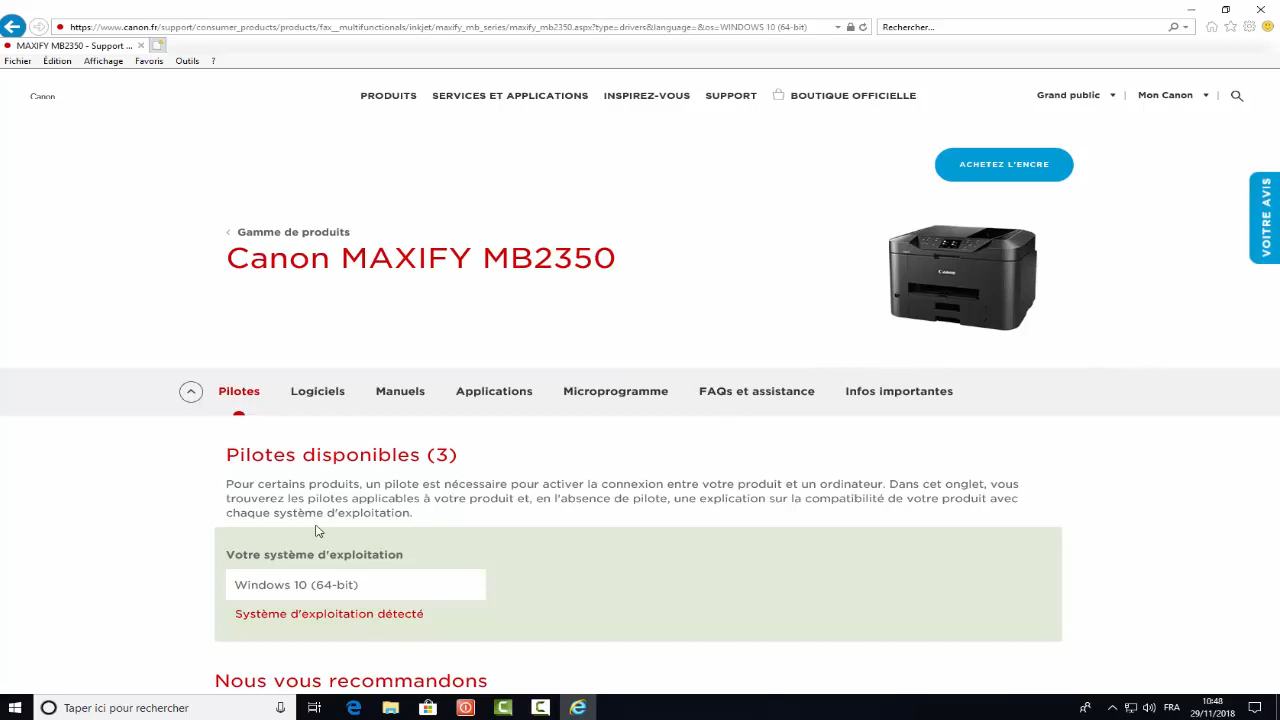 https://www.canon.fr/support/consumer_products/products/fax__multifunctionals/inkjet/maxify_mb_series/maxify_mb2350.aspx?type=drivers&language=&os=WINDOWS 10 (64-bit)
Rechercher...
MAXIFY MB2350 - Support ...
Fichier Édition Affichage Favoris Outils ?
Canon
PRODUITS SERVICES ET APPLICATIONS INSPIREZ-VOUS SUPPORT BOUTIQUE OFFICIELLE
Grand public | Mon Canon |
ACHETEZ L'ENCRE
VOITRE AVIS
Gamme de produits
Canon MAXIFY MB2350
Canon
Pilotes Logiciels Manuels Applications Microprogramme FAQs et assistance Infos importantes
Pilotes disponibles (3)
Pour certains produits, un pilote est nécessaire pour activer la connexion entre votre produit et un ordinateur. Dans cet onglet, vous
trouverez les pilotes applicables à votre produit et, en l'absence de pilote, une explication sur la compatibilité de votre produit avec
chaque système d'exploitation.
Votre système d'exploitation
Windows 10 (64-bit)
Système d'exploitation détecté
Nous vous recommandons
Taper ici pour rechercher
FRA
10:48
29/11/2018